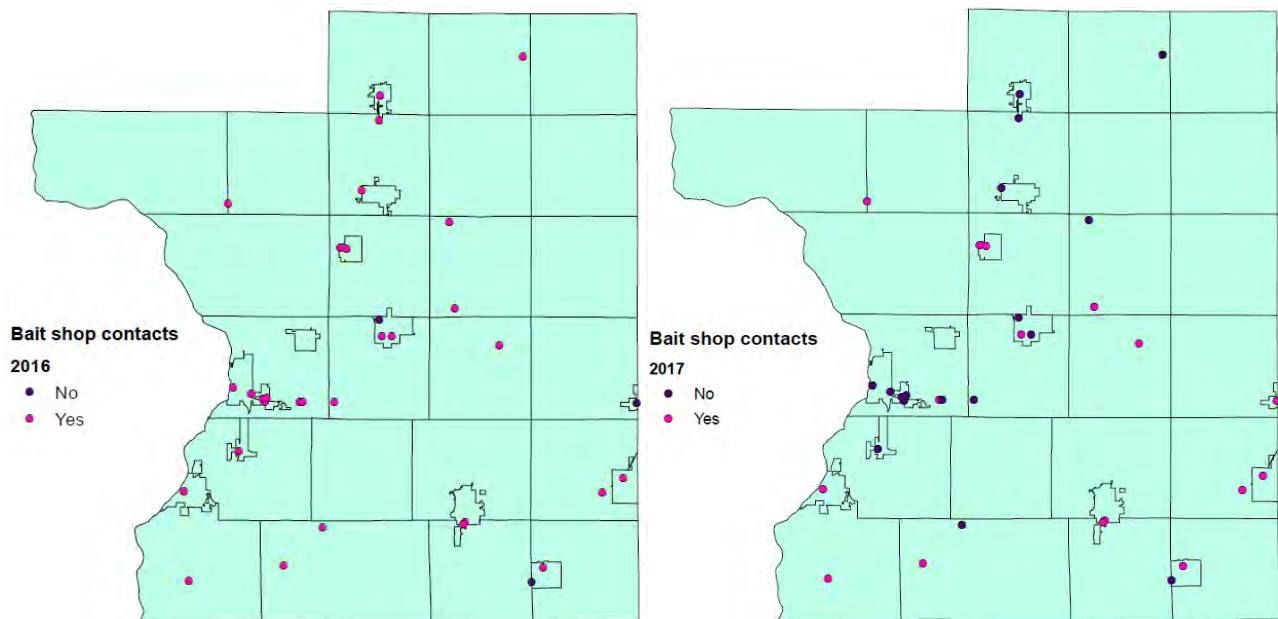 Bait shop contacts
2016
No
Yes
Bait shop contacts
2017
No
Yes